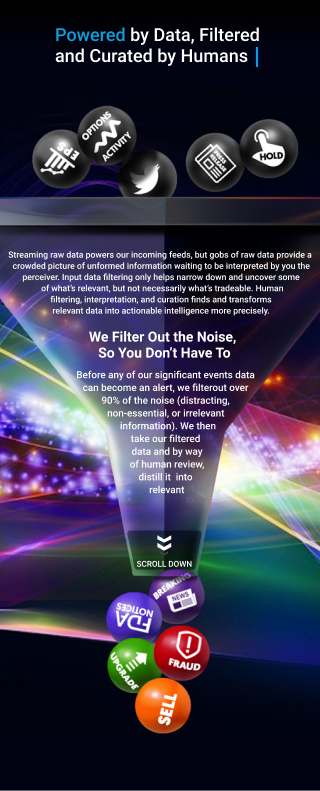 Powered by Data, Filtered
and Curated by Humans
EPS
OPTIONS
ACTIVITY
PRESS
RELEASE
HOLD
Streaming raw data powers our incoming feeds, but gobs of raw data provide a
crowded picture of unformed information waiting to be interpreted by you the
perceiver. Input data filtering only helps narrow down and uncover some
of what's relevant, but not necessarily what's tradeable. Human
filtering, interpretation, and curation finds and transforms
relevant data into actionable intelligence more precisely.
We Filter Out the Noise,
So You Don't Have To
Before any of our significant events data
can become an alert, we filterout over
90% of the noise (distracting,
non-essential, or irrelevant
information). We then
take our filtered
data and by way
of human review,
distill it into
relevant
SCROLL DOWN
BREAKING
NEWS
FDA
NOTICES
UPGRADE
FRAUD
SELL